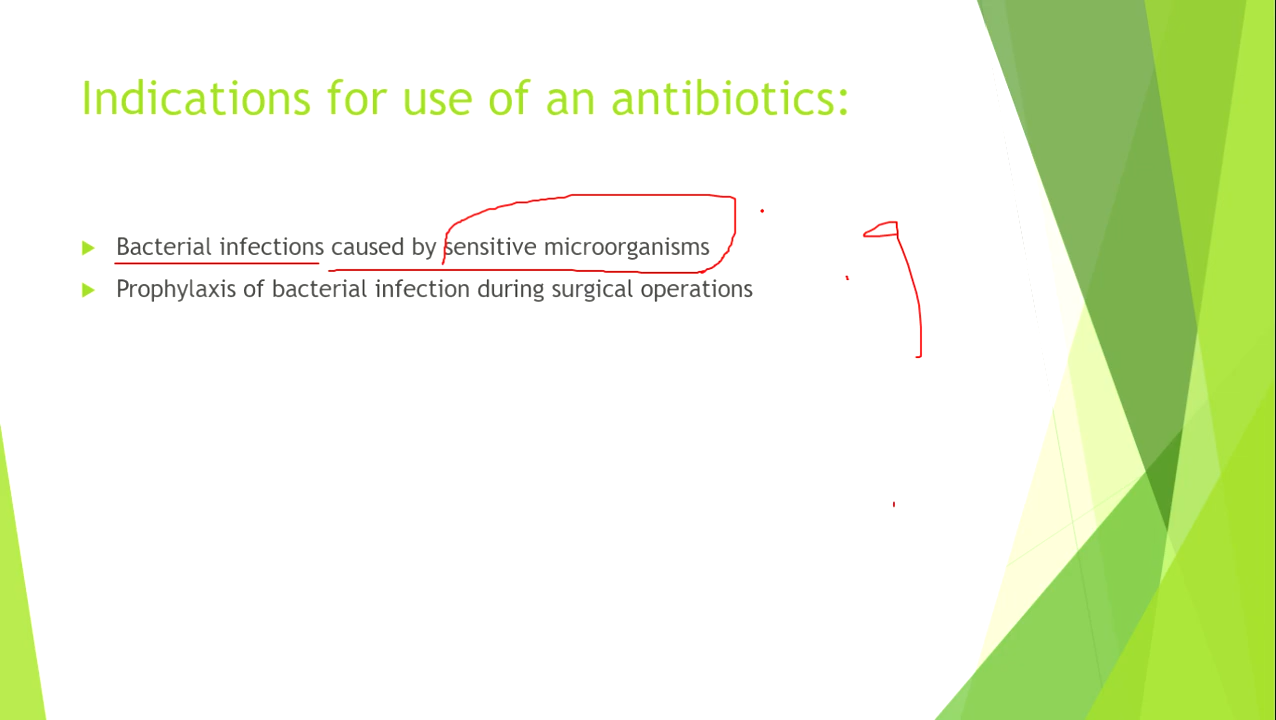 Indications for use of an antibiotics:
Bacterial infections caused by sensitive microorganisms
Prophylaxis of bacterial infection during surgical operations